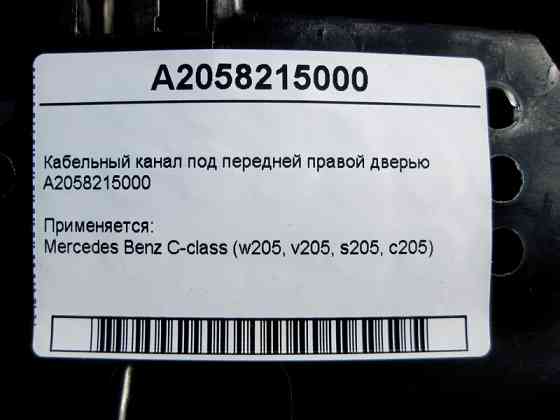 A2058215000
Кабельный канал под передней правой дверью
A2058215000
Применяется:
Mercedes Benz C-class (w205, v205, s205, c205)